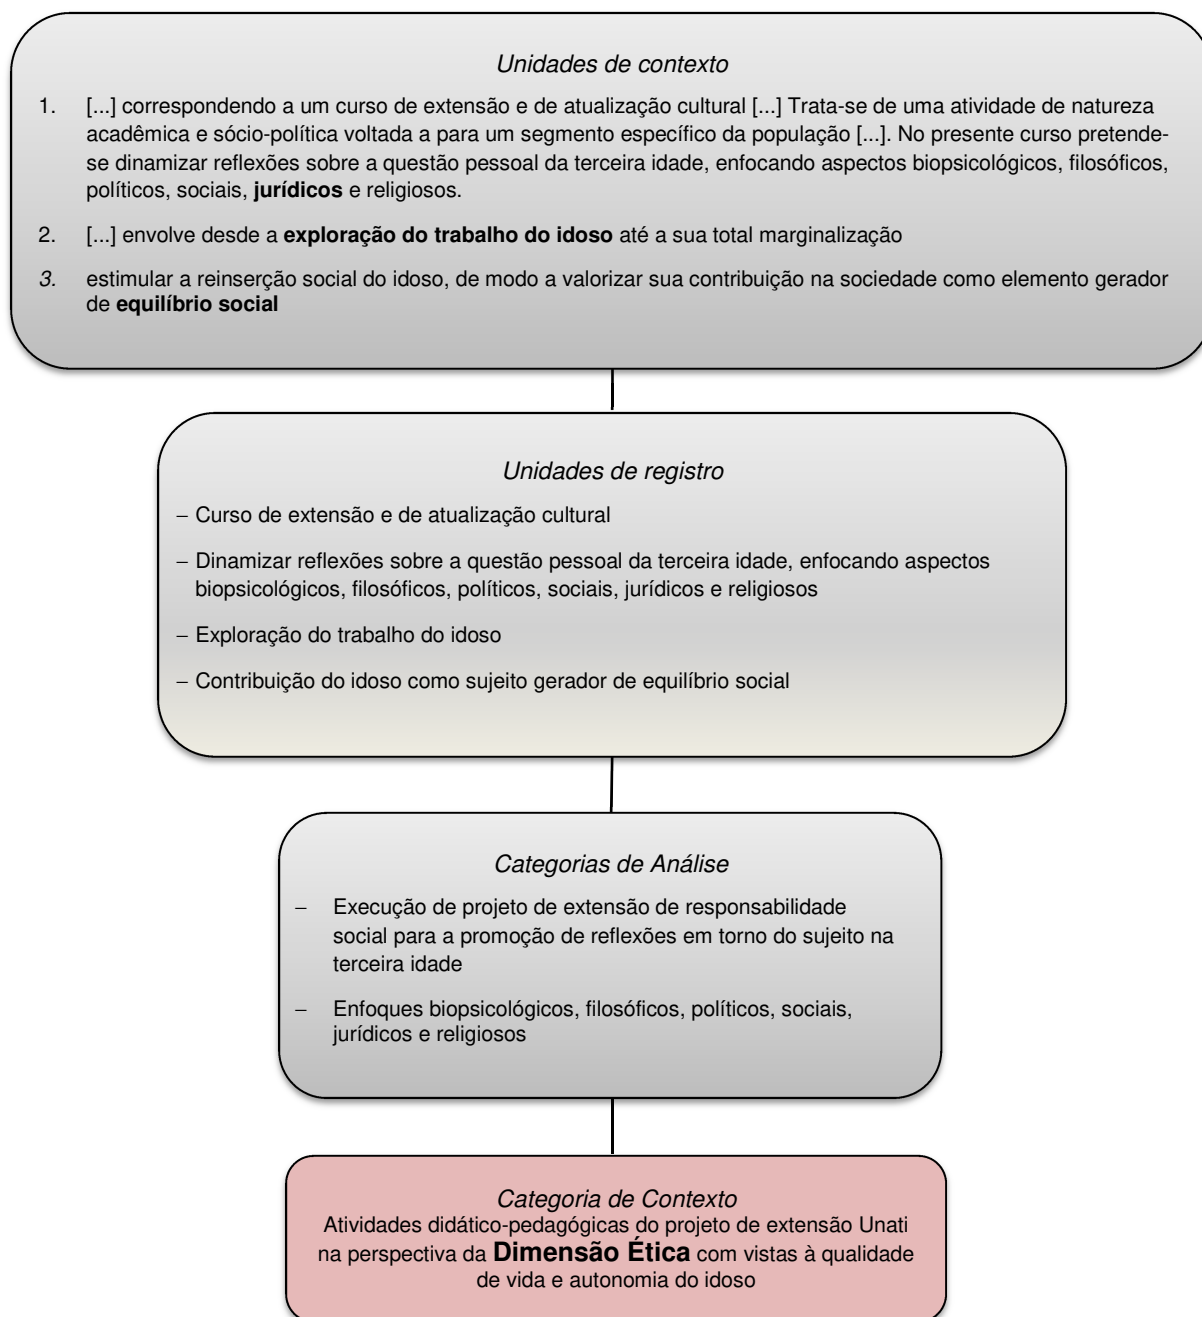 Unidades de contexto
1. [...] correspondendo a um curso de extensão e de atualização cultural [...] Trata-se de uma atividade de natureza
acadêmica e sócio-política voltada a para um segmento específico da população [...]. No presente curso pretende-
se dinamizar reflexões sobre a questão pessoal da terceira idade, enfocando aspectos biopsicológicos, filosóficos,
políticos, sociais, jurídicos e religiosos.
2. [...] envolve desde a exploração do trabalho do idoso até a sua total marginalização
3. estimular a reinserção social do idoso, de modo a valorizar sua contribuição na sociedade como elemento gerador
de equilíbrio social
Unidades de registro
– Curso de extensão e de atualização cultural
– Dinamizar reflexões sobre a questão pessoal da terceira idade, enfocando aspectos
biopsicológicos, filosóficos, políticos, sociais, jurídicos e religiosos
– Exploração do trabalho do idoso
– Contribuição do idoso como sujeito gerador de equilíbrio social
Categorias de Análise
– Execução de projeto de extensão de responsabilidade
social para a promoção de reflexões em torno do sujeito na
terceira idade
– Enfoques biopsicológicos, filosóficos, políticos, sociais,
jurídicos e religiosos
Categoria de Contexto
Atividades didático-pedagógicas do projeto de extensão Unati
na perspectiva da Dimensão Ética com vistas à qualidade
de vida e autonomia do idoso